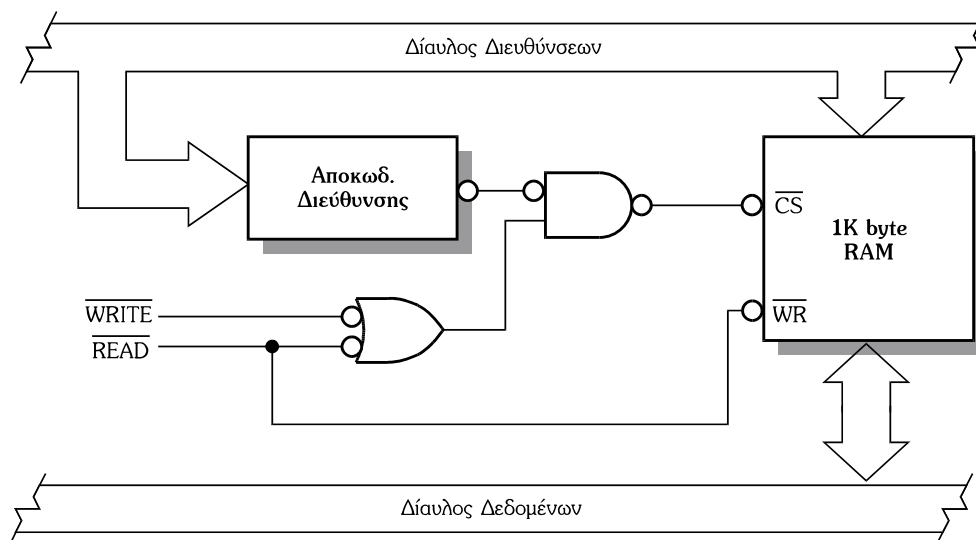 Δίαυλος Διευθύνσεων
Αποκωδ.
Διεύθυνσης
CS
1K byte
RAM
WRITE
WR
READ
Δίαυλος Δεδομένων